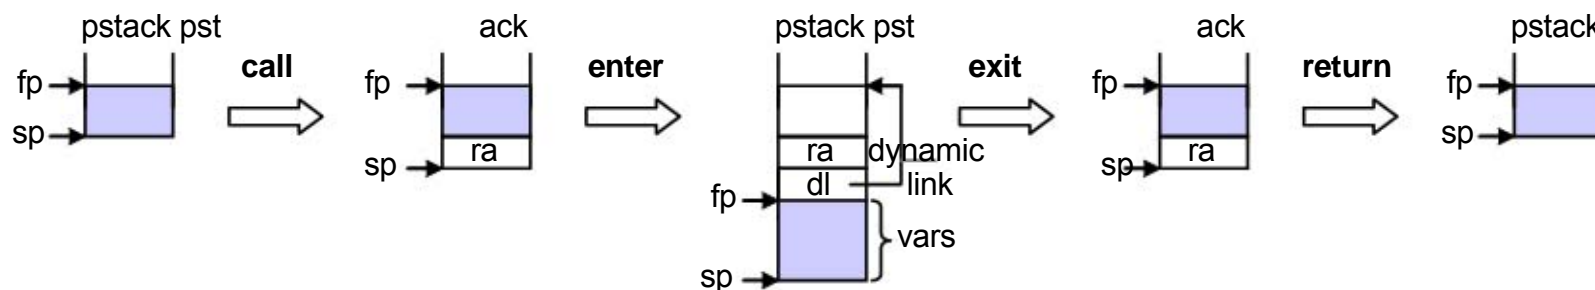 pstack pst
ack
pstack pst
ack
pstack
fp
call
fp
enter
exit
fp
return
fp
sp
sp
ra
ra
dynamic
sp
ra
sp
dl
link
fp
vars
sp